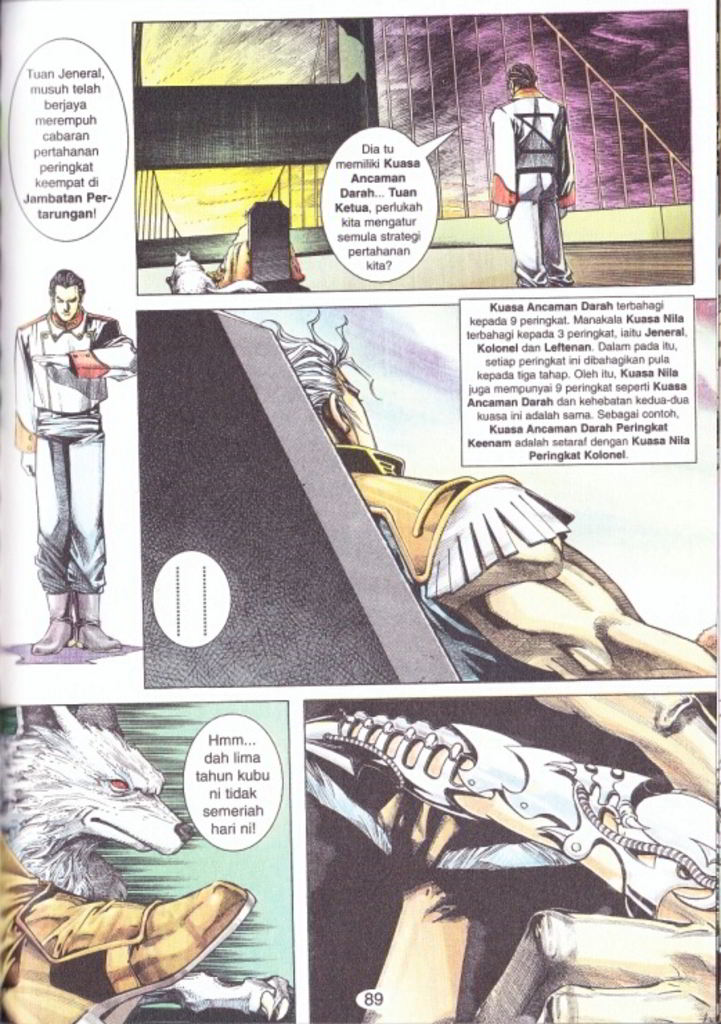 Tuan Jeneral,
musuh telah
berjaya
merempuh
cabaran
pertahanan
peringkat
keempat di
Jambatan Per-
tarungan!
Dia tu
memiliki Kuasa
Ancaman
Darah... Tuan
Ketua, perlukah
kita mengatur
semula strategi
pertahanan
kita?
Kuasa Ancaman Darah terbahagi
kepada 9 peringkat. Manakala Kuasa Nila
terbahagi kepada 3 peringkat, iaitu Jeneral,
Kolonel dan Leftenan. Dalam pada itu,
setiap peringkat ini dibahagikan pula
kepada tiga tahap. Oleh itu, Kuasa Nila
juga mempunyai 9 peringkat seperti Kuasa
Ancaman Darah dan kehebatan kedua-dua
kuasa ini adalah sama. Sebagai contoh,
Kuasa Ancaman Darah Peringkat
Keenam adalah setaraf dengan Kuasa Nila
Peringkat Kolonel.
Hmm...
dah lima
tahun kubu
ni tidak
semeriah
hari ni!
89